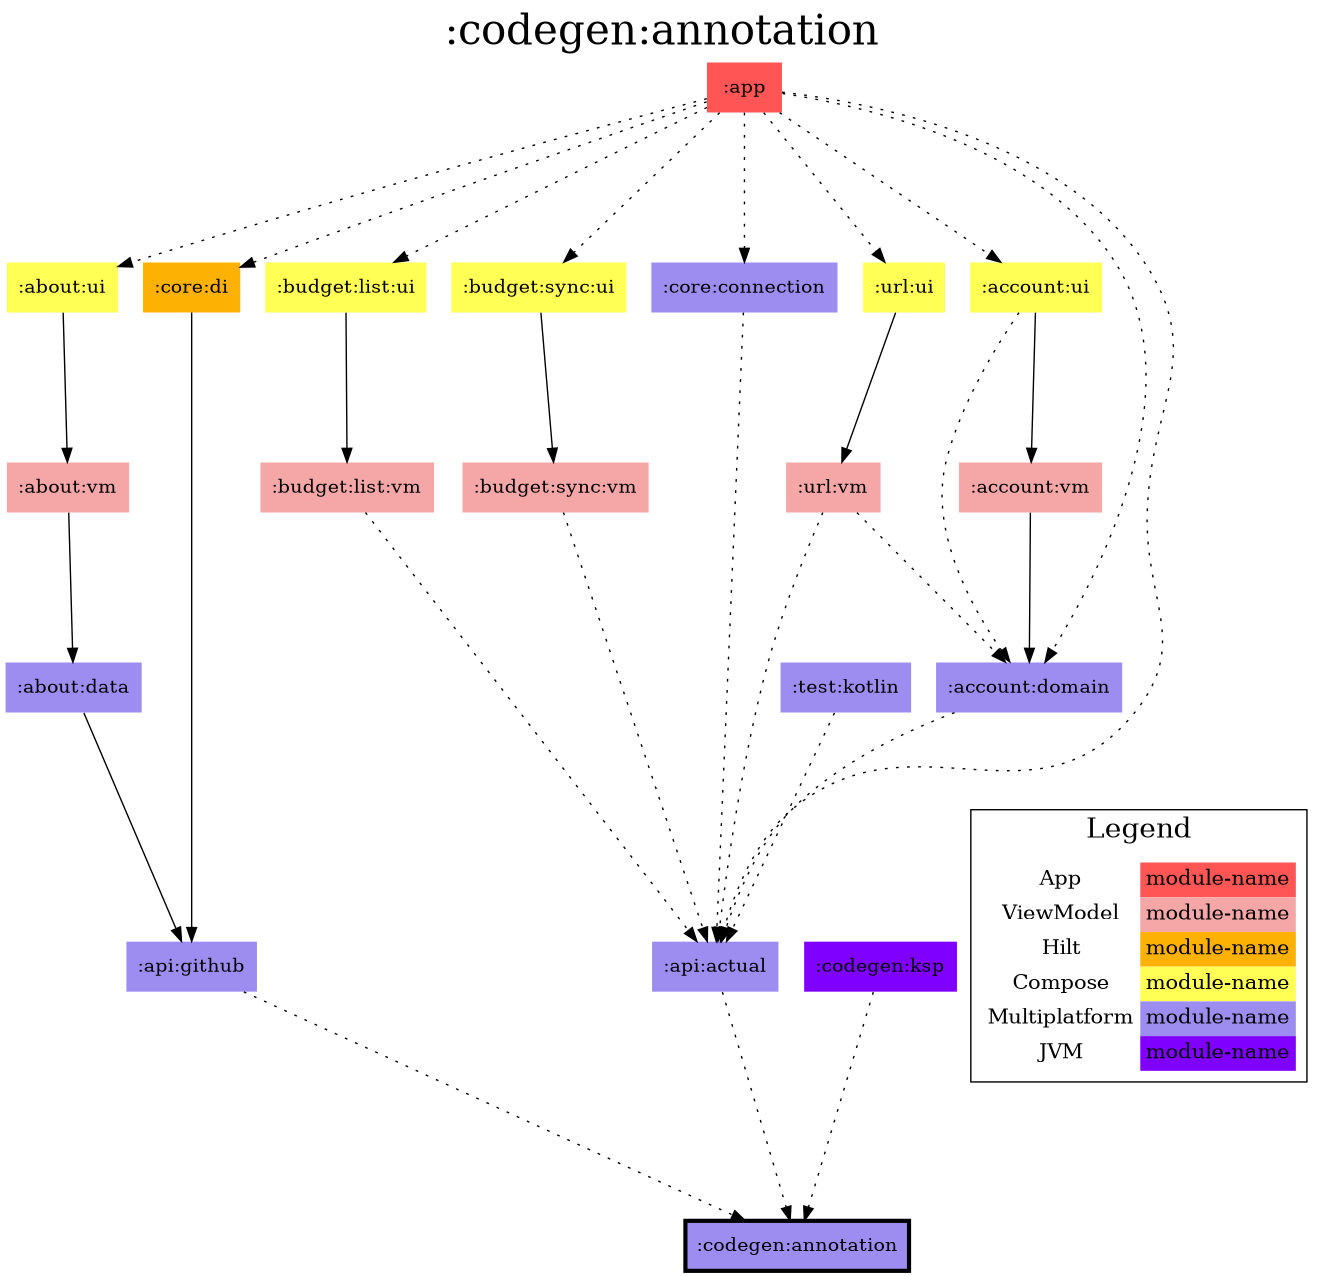 :codegen:annotation
:app
:about:ui
:core:di
:budget:list:ui
:budget:sync:ui
:core:connection
:url:ui
:account:ui
:about:vm
:budget:list:vm
:budget:sync:vm
:url:vm
:account:vm
:about:data
:test:kotlin
:account:domain
Legend
App module-name
ViewModel module-name
Hilt module-name
Compose module-name
Multiplatform module-name
JVM module-name
:api:github
:api:actual
:codegen:ksp
:codegen:annotation